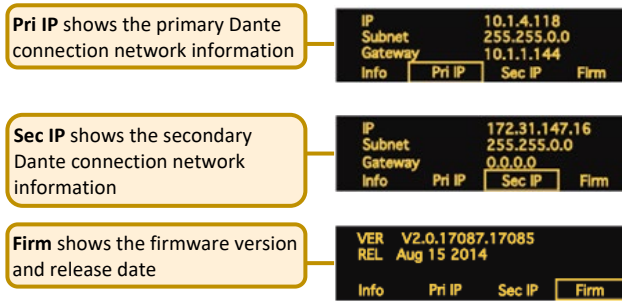 Pri IP shows the primary Dante
connection network information
IP 10.1.4.118
Subnet 255.255.0.0
Gateway 10.1.1.144
Info Pri IP Sec IP Firm
Sec IP shows the secondary
Dante connection network
information
IP 172.31.147.16
Subnet 255.255.0.0
Gateway 0.0.0.0
Info Pri IP Sec IP Firm
Firm shows the firmware version
and release date
VER V2.0.17087.17085
REL Aug 15 2014
Info Pri IP Sec IP Firm